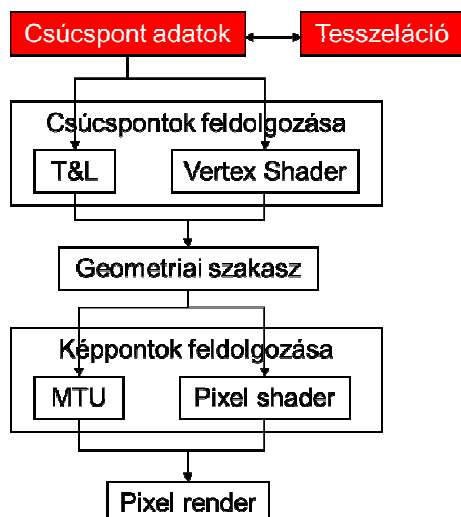 Csúcspont adatok
Tesszeláció
Csúcspontok feldolgozása
T&L
Vertex Shader
Geometriai szakasz
Képpontok feldolgozása
MTU
Pixel shader
Pixel render